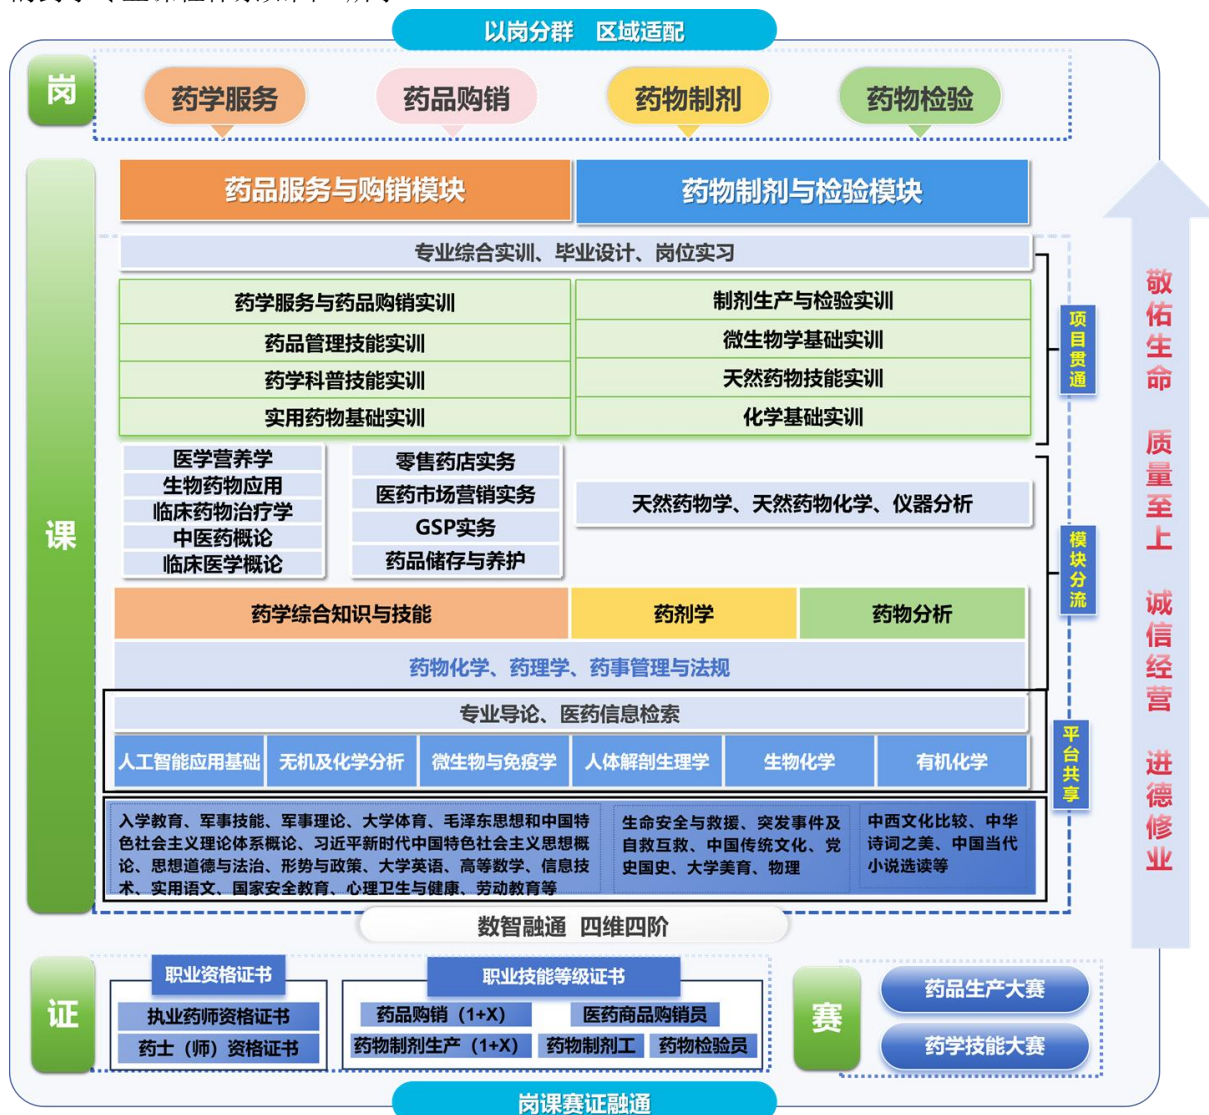 以岗分群 区域适配
岗
药学服务
药品购销
药物制剂
药物检验
课
药品服务与购销模块
药物制剂与检验模块
专业综合实训、毕业设计、岗位实习
药学服务与药品购销实训
药品管理技能实训
药学科普技能实训
实用药物基础实训
制剂生产与检验实训
微生物学基础实训
天然药物技能实训
化学基础实训
项目贯通
医学营养学
生物药物应用
临床药物治疗学
中医药概论
临床医学概论
零售药店实务
医药市场营销实务
GSP实务
药品储存与养护
天然药物学、天然药物化学、仪器分析
模块分流
药学综合知识与技能
药剂学
药物分析
药物化学、药理学、药事管理与法规
专业导论、医药信息检索
人工智能应用基础
无机及化学分析
微生物与免疫学
人体解剖生理学
生物化学
有机化学
平台共享
入学教育、军事技能、军事理论、大学体育、毛泽东思想和中国特
色社会主义理论体系概论、习近平新时代中国特色社会主义思想概
论、思想道德与法治、形势与政策、大学英语、高等数学、信息技
术、实用语文、国家安全教育、心理卫生与健康、劳动教育等
生命安全与救援、突发事件及
自救互救、中国传统文化、党
史国史、大学美育、物理
中西文化比较、中华
诗词之美、中国当代
小说选读等
敬佑生命 质量至上 诚信经营 进德修业
数智融通 四维四阶
证
职业资格证书
执业药师资格证书
药士（师）资格证书
职业技能等级证书
药品购销（1+X）
医药商品购销员
药物制剂生产（1+X）
药物制剂工
药物检验员
赛
药品生产大赛
药学技能大赛
岗课赛证融通